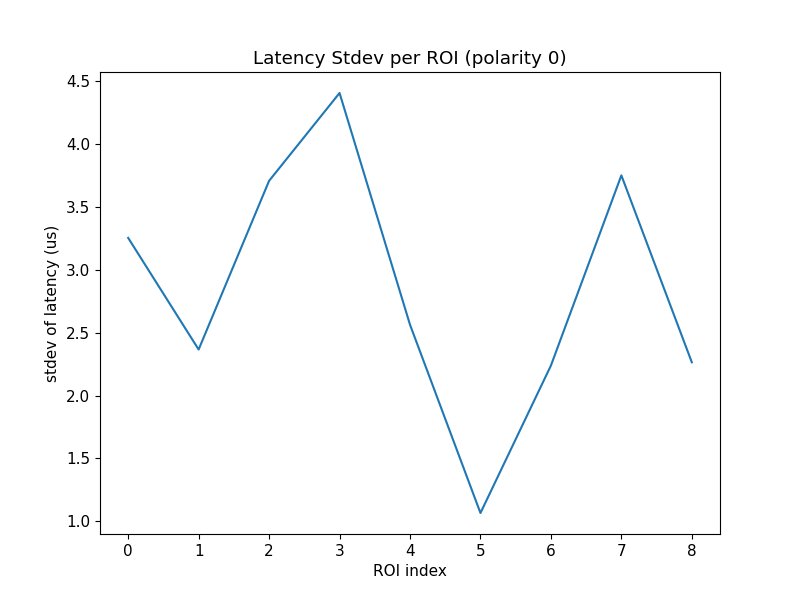 Latency Stdev per ROI (polarity 0)
stdev of latency (us)
4.5
4.0
3.5
3.0
2.5
2.0
1.5
1.0
0 1 2 3 4 5 6 7 8
ROI index